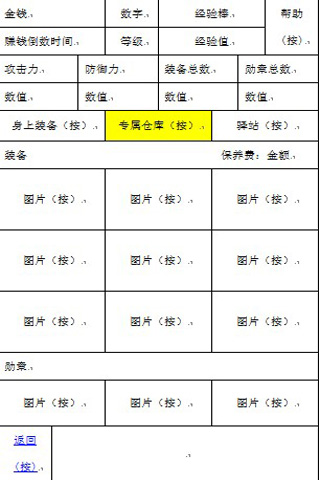 金钱 数字 经验棒 帮助
赚钱倒数时间 等级 经验值 （按）
攻击力 防御力 装备总数 勋章总数
数值 数值 数值 数值
身上装备（按） 专属仓库（按） 驿站（按）
装备 保养费：金额
图片（按） 图片（按） 图片（按）
图片（按） 图片（按） 图片（按）
图片（按） 图片（按） 图片（按）
勋章
图片（按） 图片（按） 图片（按）
返回
（按）